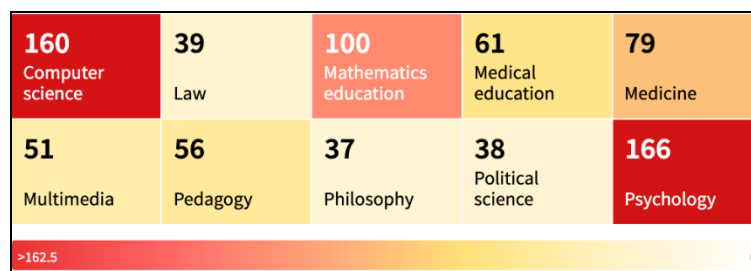 160
Computer
science
39
Law
100
Mathematics
education
61
Medical
education
79
Medicine
51
Multimedia
56
Pedagogy
37
Philosophy
38
Political
science
166
Psychology
>162.5